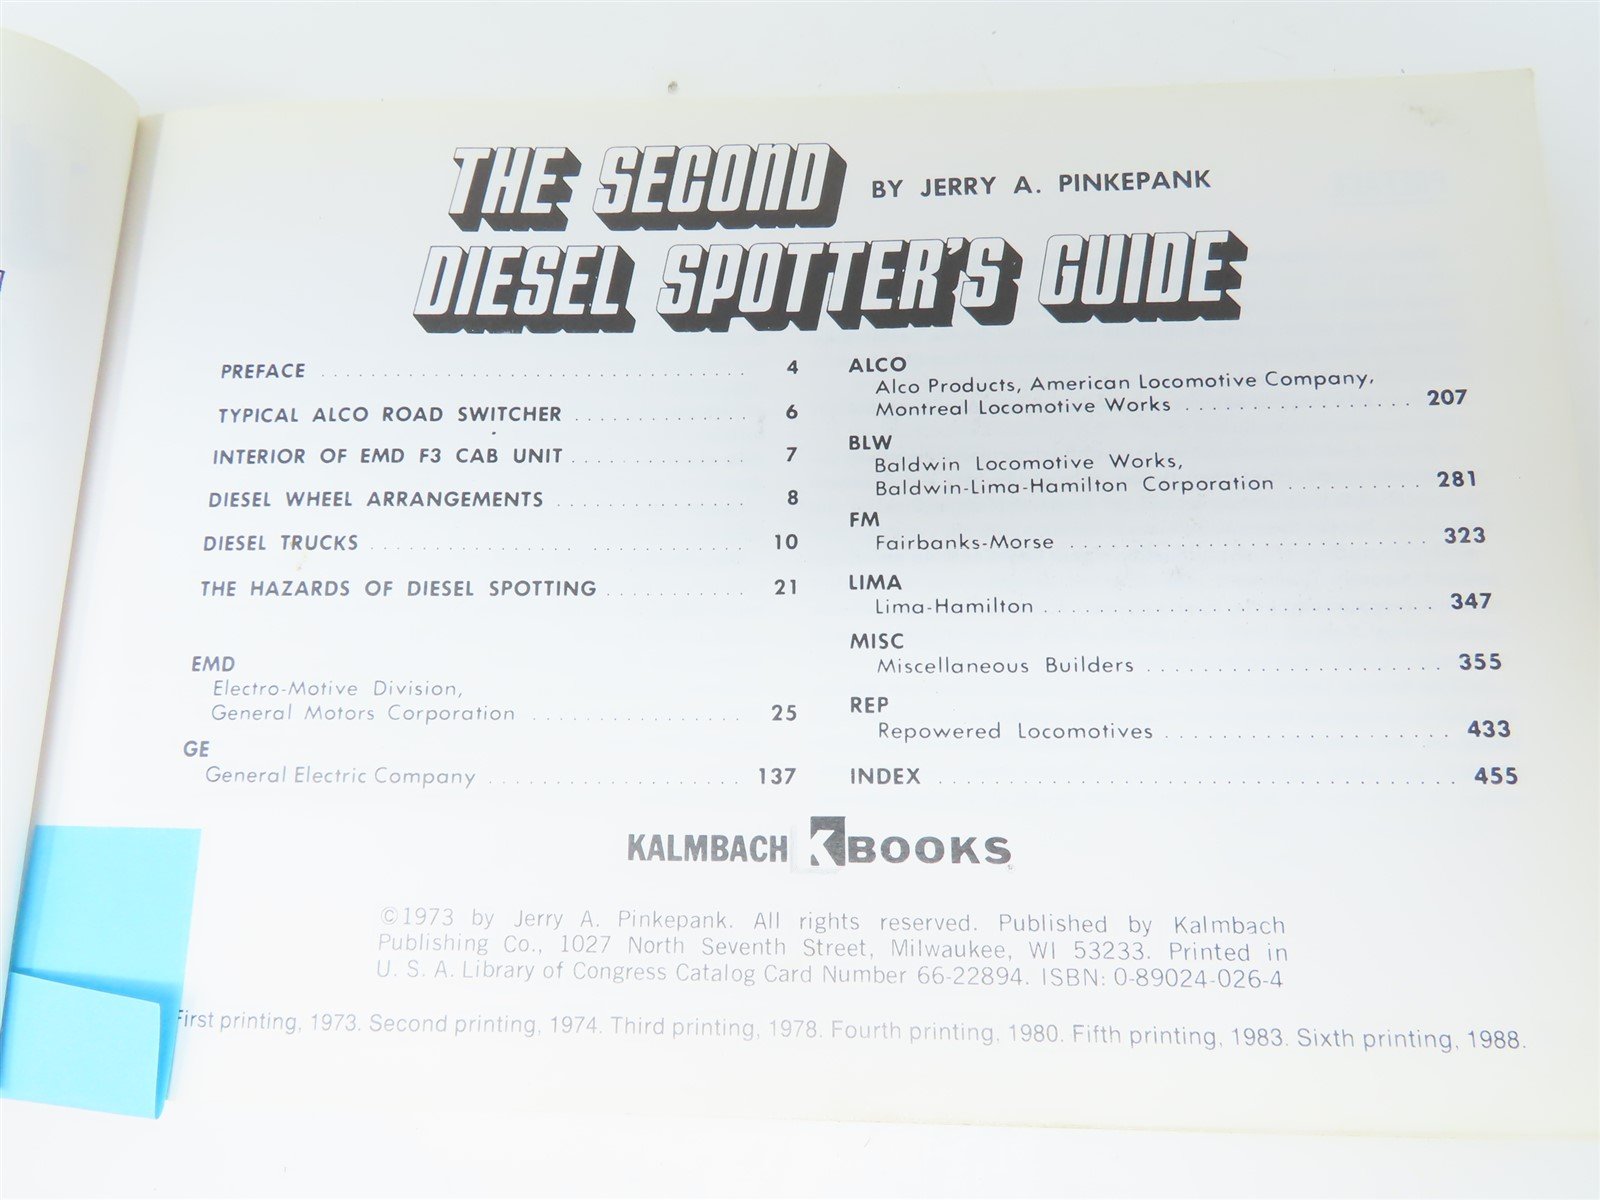 THE SECOND BY JERRY A. PINKEPANK
DIESEL SPOTTER'S GUIDE
PREFACE 4
TYPICAL ALCO ROAD SWITCHER 6
INTERIOR OF EMD F3 CAB UNIT 7
DIESEL WHEEL ARRANGEMENTS 8
DIESEL TRUCKS 10
THE HAZARDS OF DIESEL SPOTTING 21
EMD
Electro-Motive Division,
General Motors Corporation 25
GE
General Electric Company 137
ALCO
Alco Products, American Locomotive Company,
Montreal Locomotive Works 207
BLW
Baldwin Locomotive Works,
Baldwin-Lima-Hamilton Corporation 281
FM
Fairbanks-Morse 323
LIMA
Lima-Hamilton 347
MISC
Miscellaneous Builders 355
REP
Repowered Locomotives 433
INDEX 455
KALMBACH K BOOKS
©1973 by Jerry A. Pinkepank. All rights reserved. Published by Kalmbach
Publishing Co., 1027 North Seventh Street, Milwaukee, WI 53233. Printed in
U. S. A. Library of Congress Catalog Card Number 66-22894. ISBN: 0-89024-026-4
First printing, 1973. Second printing, 1974. Third printing, 1978. Fourth printing, 1980. Fifth printing, 1983. Sixth printing, 1988.